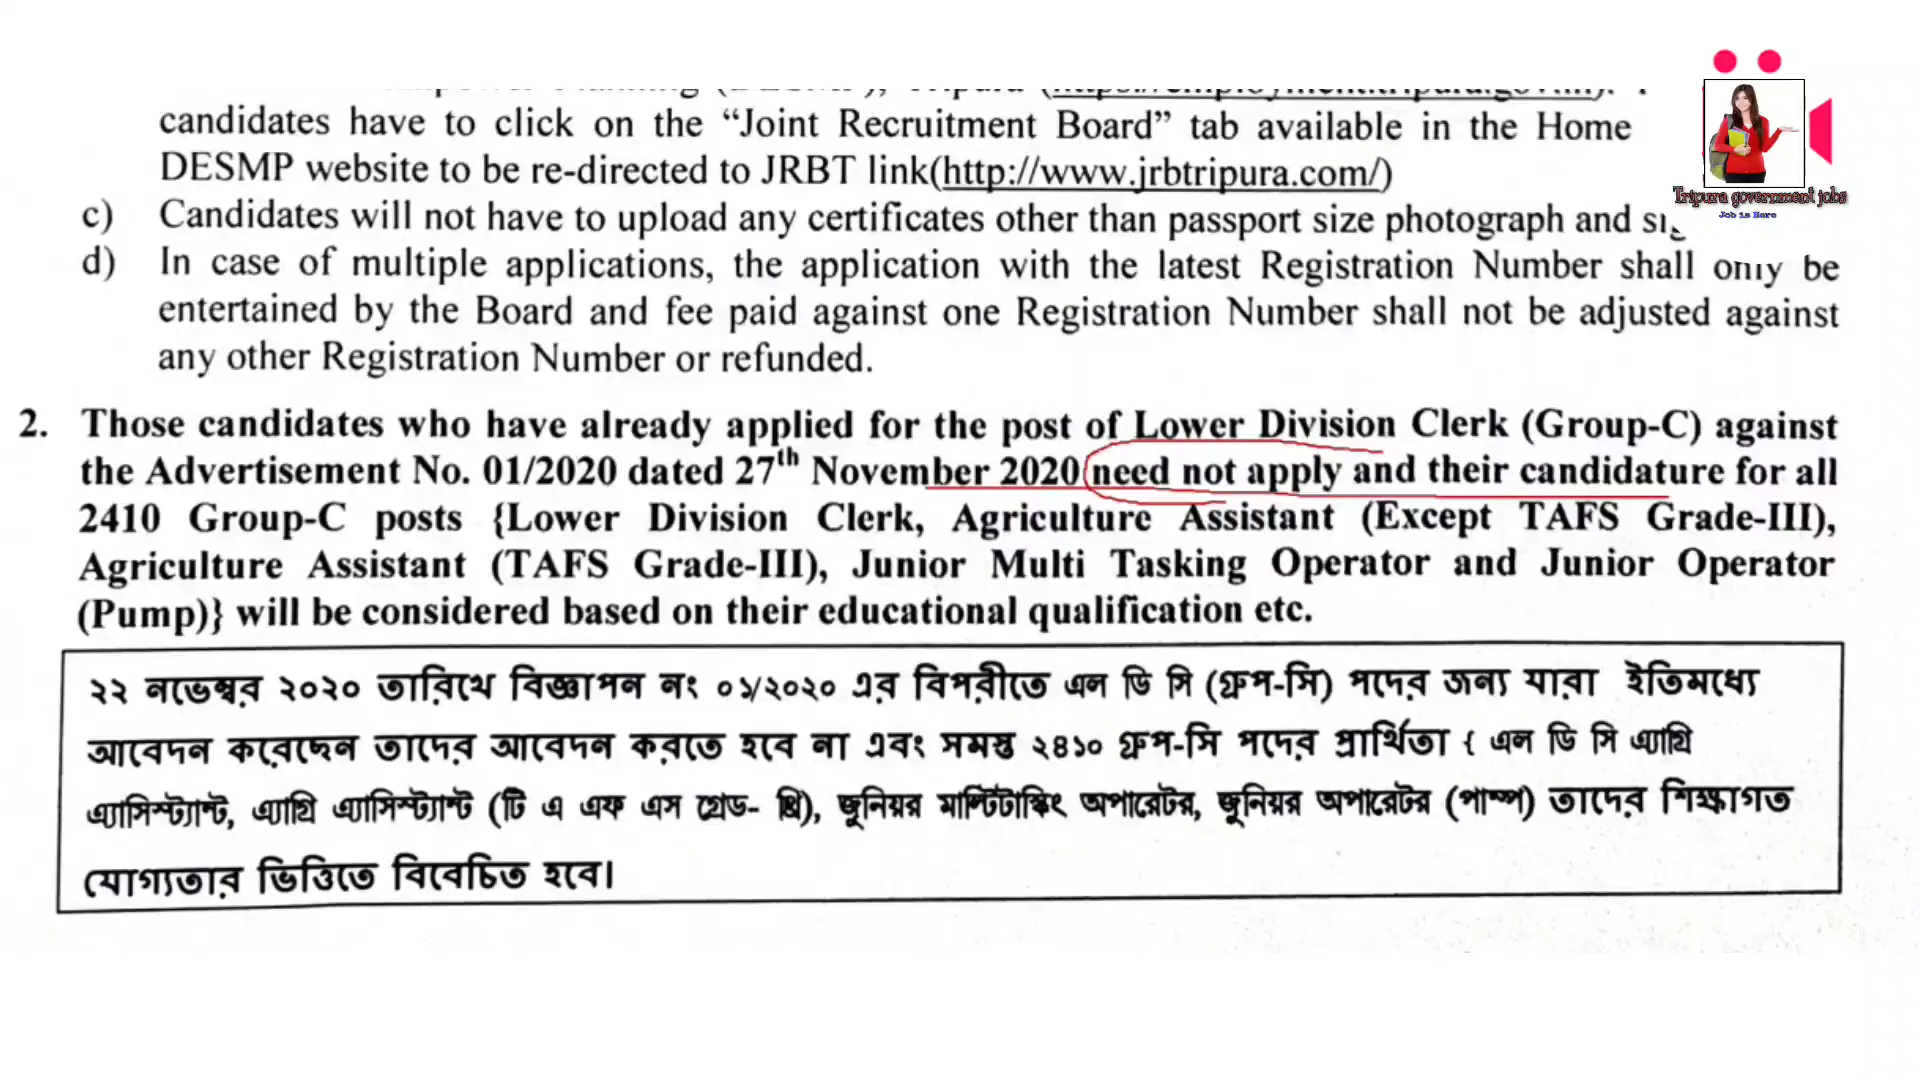 candidates have to click on the “Joint Recruitment Board” tab available in the Home
DESMP website to be re-directed to JRBT link(http://www.jrbtripura.com/)
c) Candidates will not have to upload any certificates other than passport size photograph and
d) In case of multiple applications, the application with the latest Registration Number shall only be
entertained by the Board and fee paid against one Registration Number shall not be adjusted against
any other Registration Number or refunded.
2. Those candidates who have already applied for the post of Lower Division Clerk (Group-C) against
the Advertisement No. 01/2020 dated 27th November 2020 need not apply and their candidature for all
2410 Group-C posts {Lower Division Clerk, Agriculture Assistant (Except TAFS Grade-III),
Agriculture Assistant (TAFS Grade-III), Junior Multi Tasking Operator and Junior Operator
(Pump)} will be considered based on their educational qualification etc.
২২ নভেম্বর ২০২০ তারিখে বিজ্ঞাপন নং ০১/২০২০ এর বিপরীতে এল ডি সি (গ্রুপ-সি) পদের জন্য যারা ইতিমধ্যে
আবেদন করেছেন তাদের আবেদন করতে হবে না এবং সমস্ত ২৪১০ গ্রুপ-সি পদের প্রার্থিতা { এল ডি সি এ্যাগ্রি
এ্যাসিস্ট্যান্ট, এ্যাগ্রি এ্যাসিস্ট্যান্ট (টি এ এফ এস গ্রেড- থ্রি), জুনিয়র মাল্টিটাস্কিং অপারেটর, জুনিয়র অপারেটর (পাম্প) তাদের শিক্ষাগত
যোগ্যতার ভিত্তিতে বিবেচিত হবে।
Tripura government jobs
Job is Here